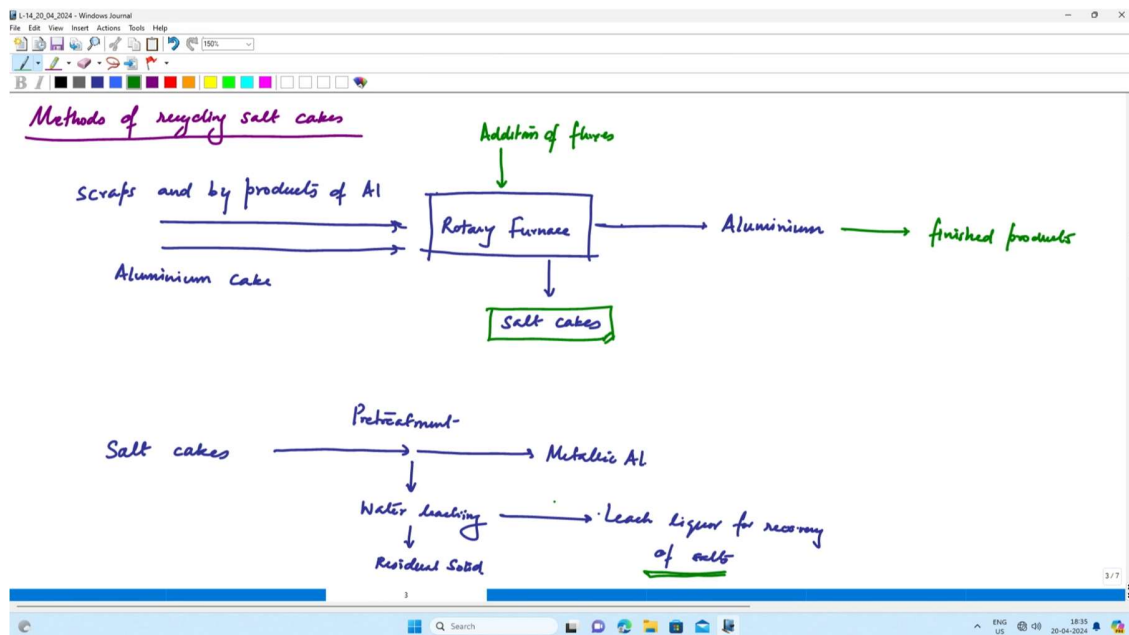 L-14_20_04_2024 - Windows Journal
File Edit View Insert Actions Tools Help
150%
B I
Methods of recycling salt cakes
Addition of fluxes
scraps and by products of Al
Rotary Furnace
Aluminium
finished products
Aluminium cake
Salt cakes
Pretreatment
Salt cakes
Metallic Al
Water leaching
Leach liquor for recovery
of salts
Residual Solid
3 / 7
3
Search
ENG
US
18:35
20-04-2024